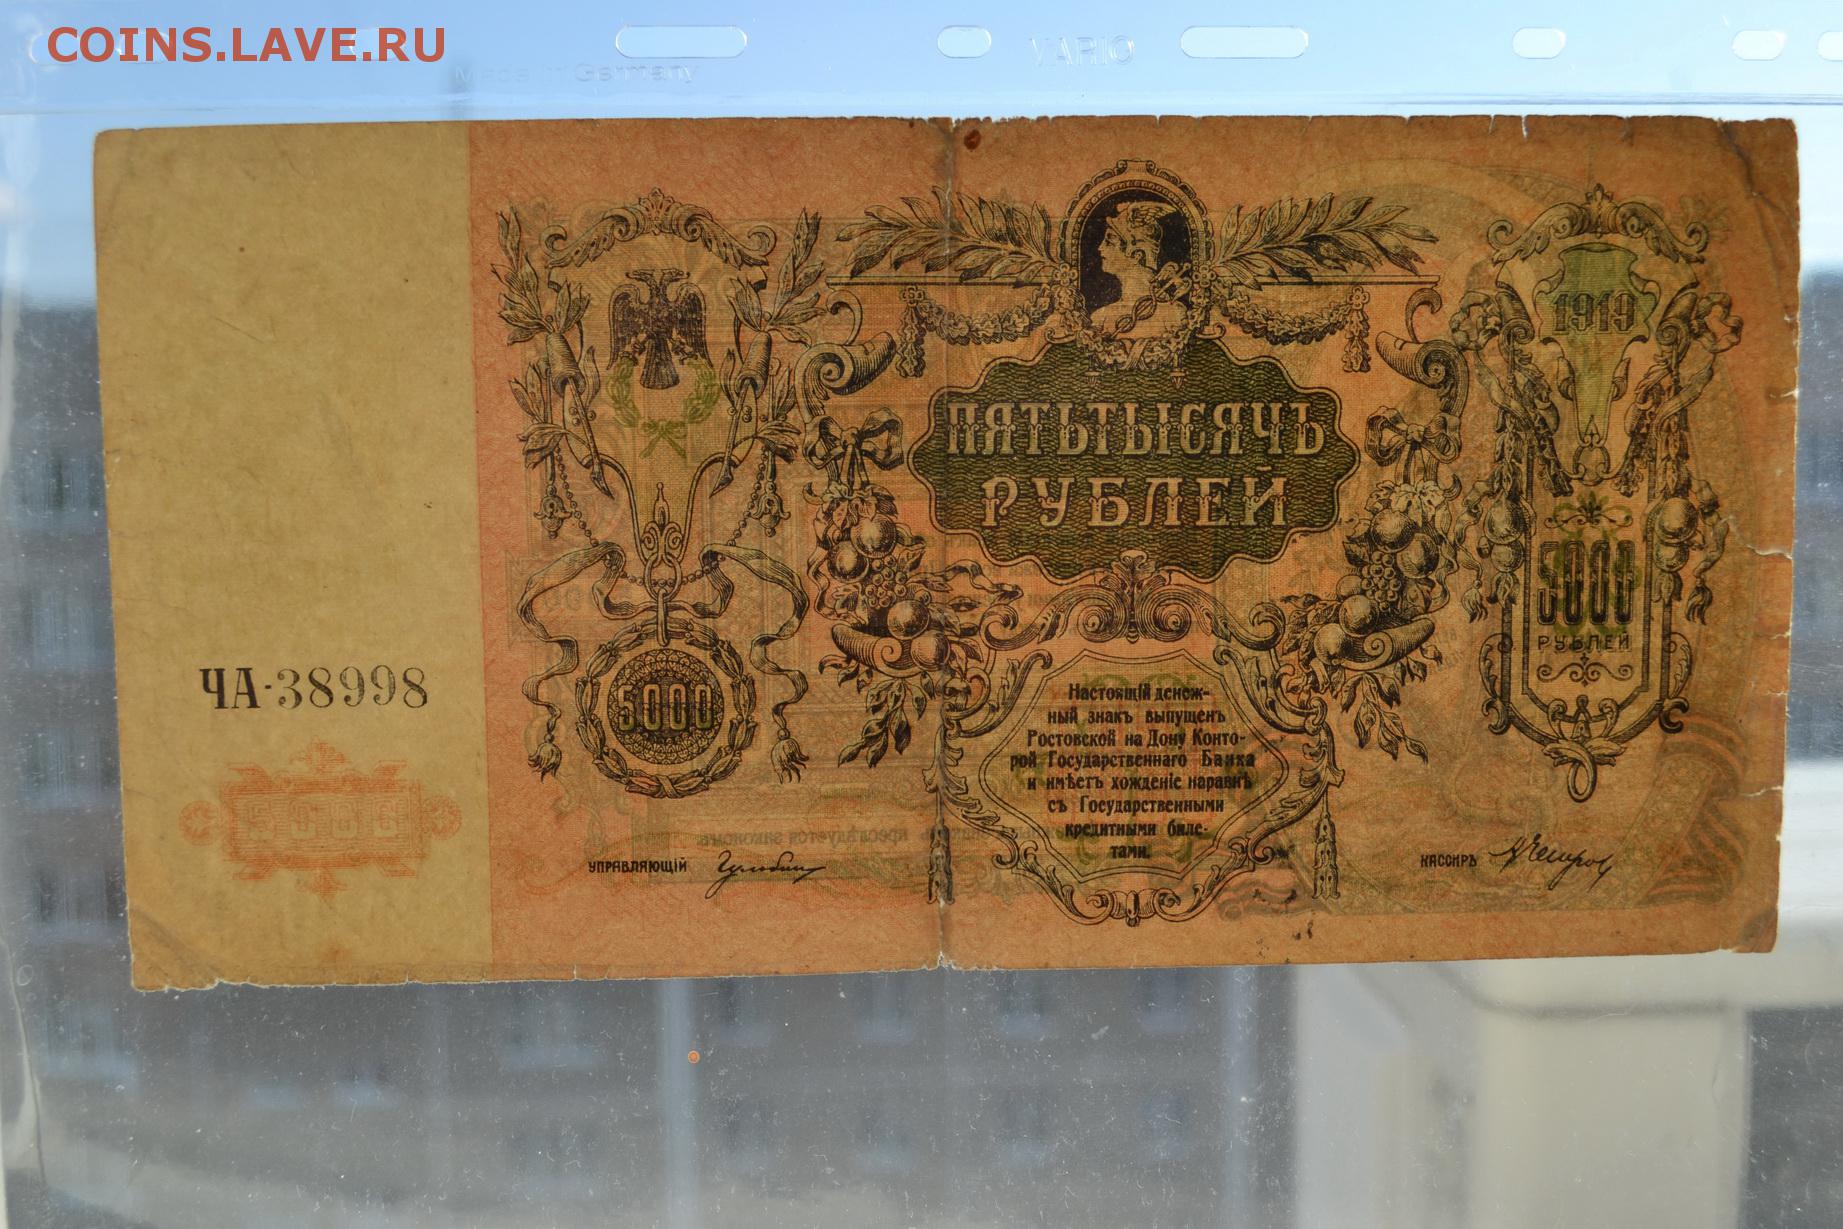 COINS.LAVE.RU
Made in Germany
VARIO
1919
ПЯТЬТЫСЯЧЪ
РУБЛЕЙ
5000
РУБЛЕЙ
ЧА-38998
5000
Настоящій денеж-
ный знакъ выпущенъ
Ростовской на Дону Конто-
рой Государственнаго Банка
и имѣетъ хожденіе наравнѣ
съ Государственными
кредитными биле-
тами.
УПРАВЛЯЮЩІЙ
КАССИРЪ
5000